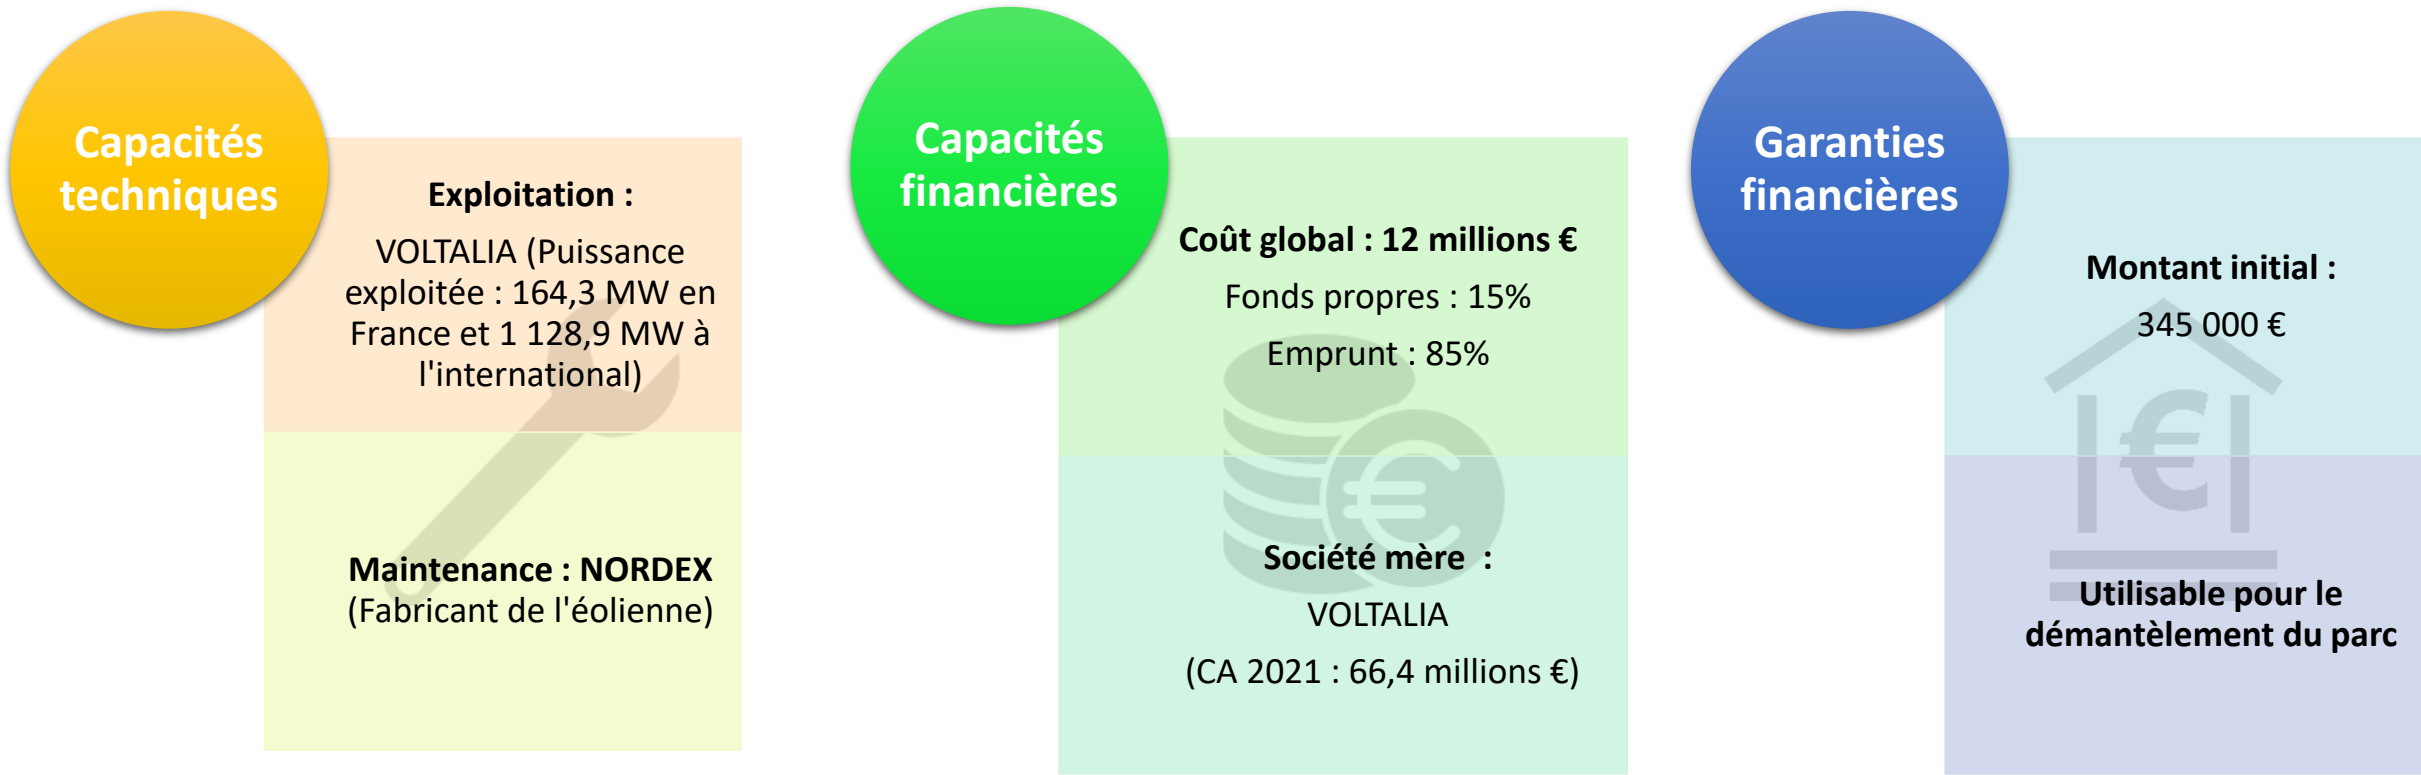 Capacités
techniques
Exploitation :
VOLTALIA (Puissance
exploitée : 164,3 MW en
France et 1 128,9 MW à
l'international)
Maintenance : NORDEX
(Fabricant de l'éolienne)
Capacités
financières
Coût global : 12 millions €
Fonds propres : 15%
Emprunt : 85%
Société mère :
VOLTALIA
(CA 2021 : 66,4 millions €)
Garanties
financières
Montant initial :
345 000 €
Utilisable pour le
démantèlement du parc